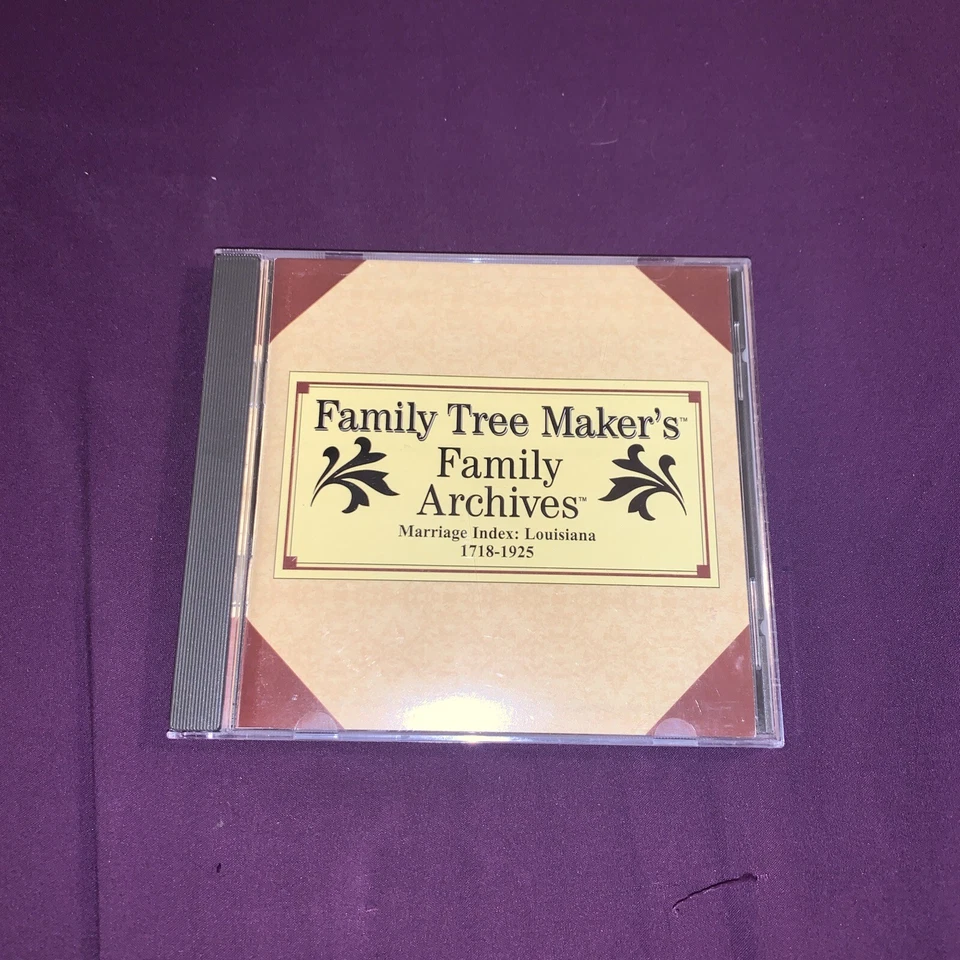 Family Tree Maker's™
Family
Archives™
Marriage Index: Louisiana
1718-1925